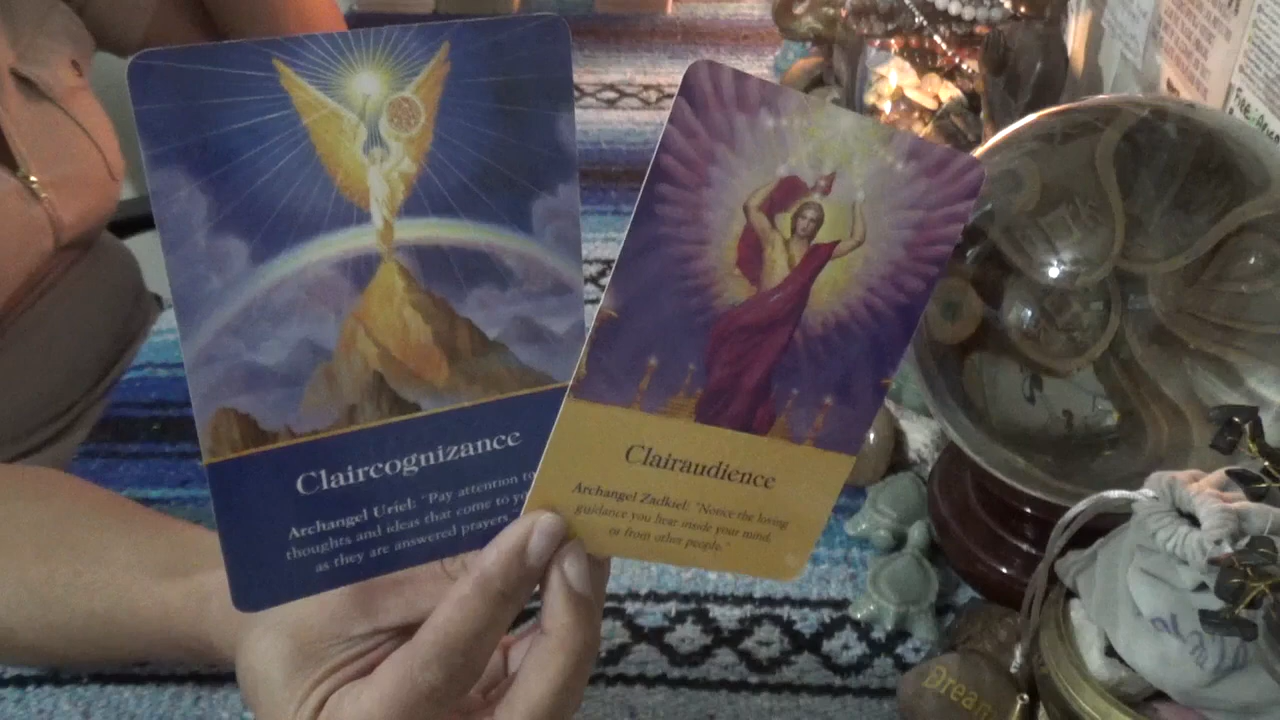 Claircognizance
Archangel Uriel: "Pay attention to
thoughts and ideas that come to yo
as they are answered prayers."
Clairaudience
Archangel Zadkiel: "Notice the loving
guidance you hear inside your mind,
or from other people."
Dream